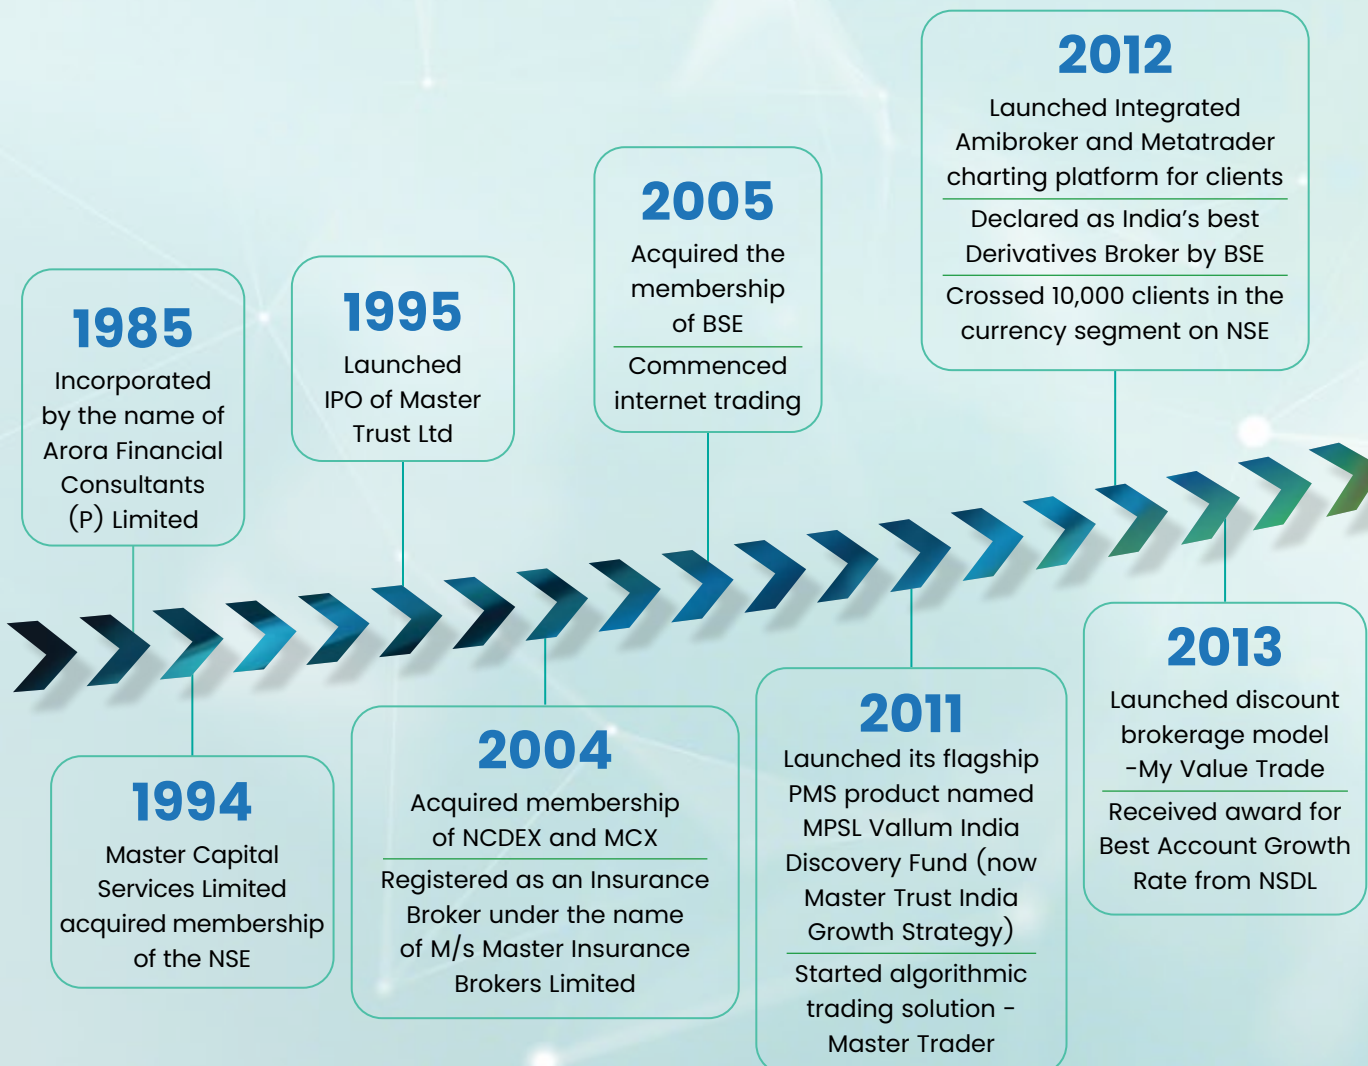 1985
Incorporated
by the name of
Arora Financial
Consultants
(P) Limited
1994
Master Capital
Services Limited
acquired membership
of the NSE
1995
Launched
IPO of Master
Trust Ltd
2004
Acquired membership
of NCDEX and MCX
Registered as an Insurance
Broker under the name
of M/s Master Insurance
Brokers Limited
2005
Acquired the
membership
of BSE
Commenced
internet trading
2011
Launched its flagship
PMS product named
MPSL Vallum India
Discovery Fund (now
Master Trust India
Growth Strategy)
Started algorithmic
trading solution -
Master Trader
2012
Launched Integrated
Amibroker and Metatrader
charting platform for clients
Declared as India’s best
Derivatives Broker by BSE
Crossed 10,000 clients in the
currency segment on NSE
2013
Launched discount
brokerage model
-My Value Trade
Received award for
Best Account Growth
Rate from NSDL